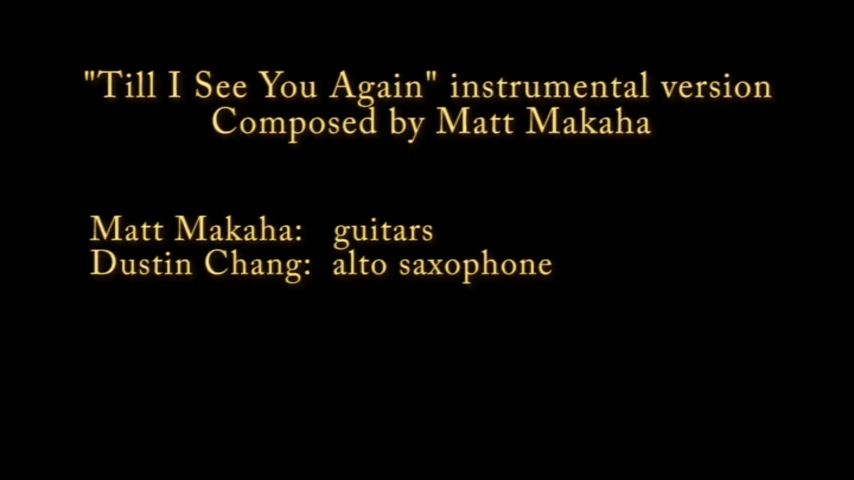 "Till I See You Again" instrumental version
Composed by Matt Makaha
Matt Makaha: guitars
Dustin Chang: alto saxophone